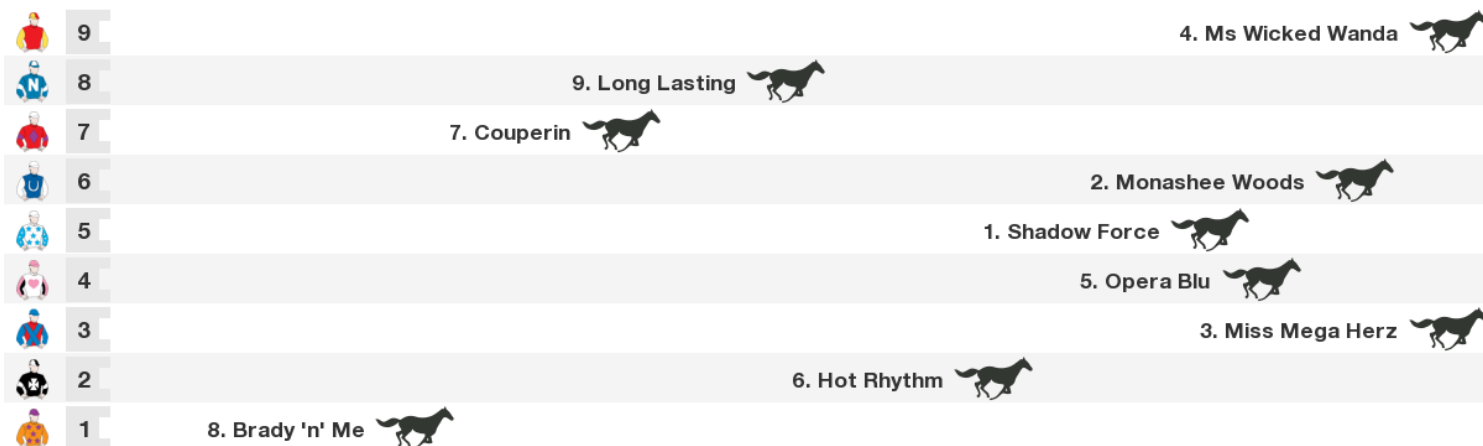 9 4. Ms Wicked Wanda
N 8 9. Long Lasting
7 7. Couperin
U 6 2. Monashee Woods
5 1. Shadow Force
4 5. Opera Blu
3 3. Miss Mega Herz
2 6. Hot Rhythm
1 8. Brady 'n' Me